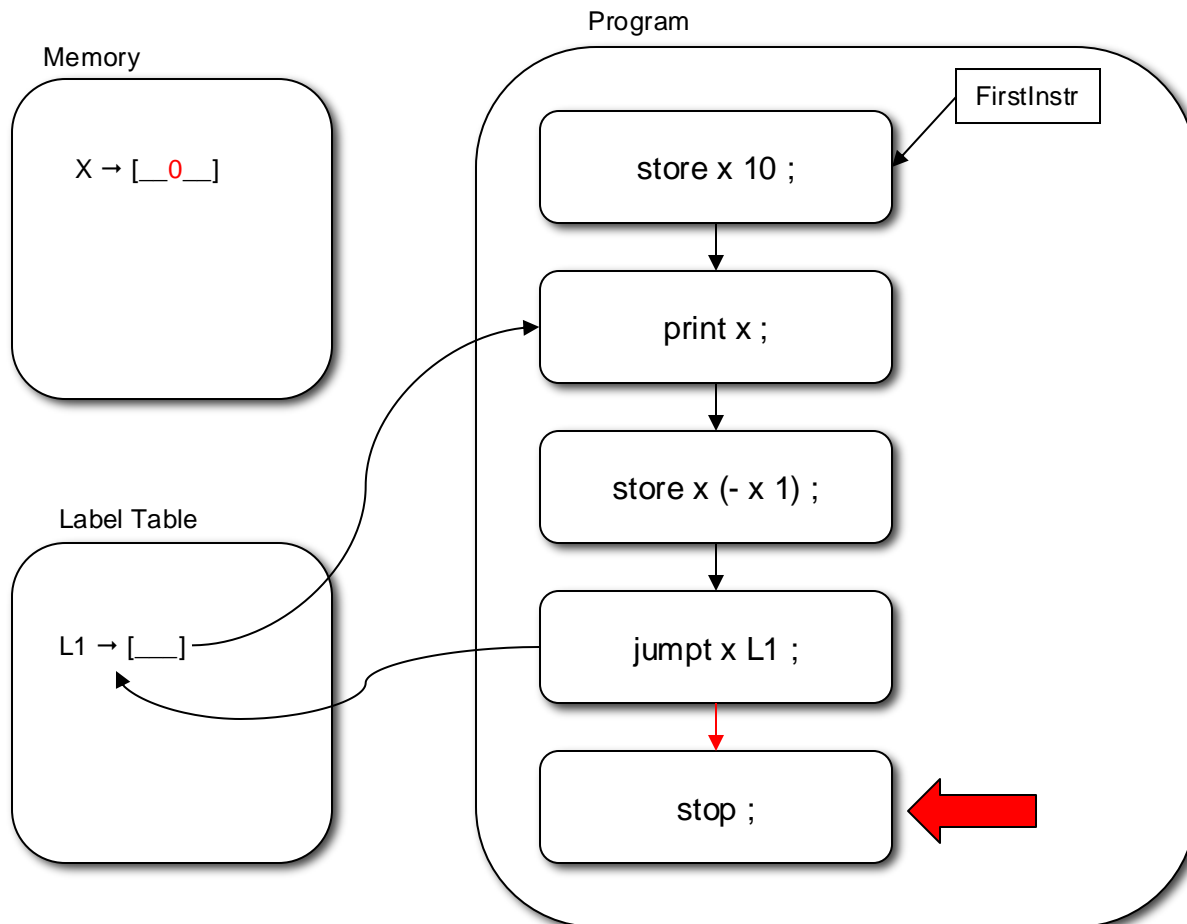 Program
Memory
FirstInstr
X → [__0__]
store x 10 ;
print x ;
store x (- x 1) ;
Label Table
L1 → [___]
jumpt x L1 ;
stop ;